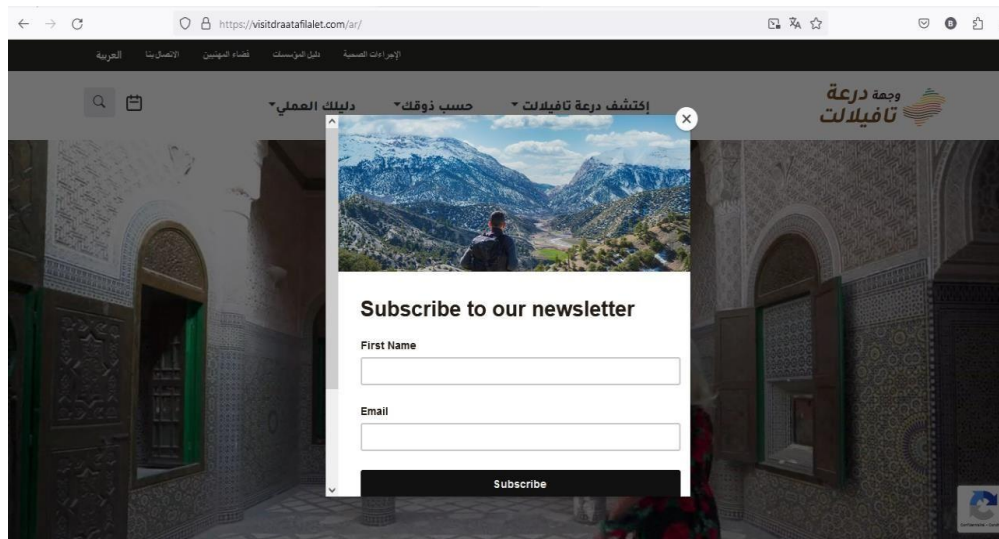 https://visitdraatafilalet.com/ar/
الإجراءات الصحية دليل المؤسسات فضاء المهنيين الاتصال بنا العربية
وجهة درعة
تافيلالت
إكتشف درعة تافيلالت حسب ذوقك دليلك العملي
Subscribe to our newsletter
First Name
Email
Subscribe